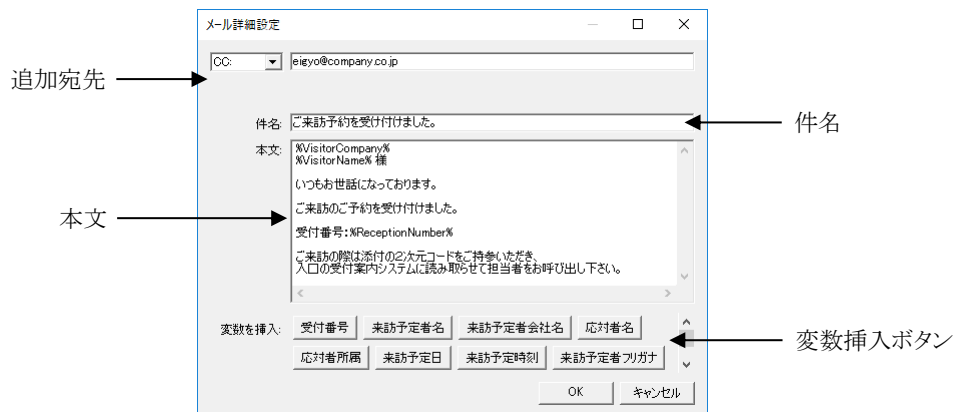 メール詳細設定
CC:
eigyo@company.co.jp
追加宛先
件名:
ご来訪予約を受け付けました。
件名
本文:
%VisitorCompany%
%VisitorName% 様
いつもお世話になっております。
ご来訪のご予約を受け付けました。
本文
受付番号:%ReceptionNumber%
ご来訪の際は添付の2次元コードをご持参いただき、
入口の受付案内システムに読み取らせて担当者をお呼び出し下さい。
変数を挿入:
受付番号 来訪予定者名 来訪予定者会社名 応対者名
変数挿入ボタン
応対者所属 来訪予定日 来訪予定時刻 来訪予定者フリガナ
OK キャンセル